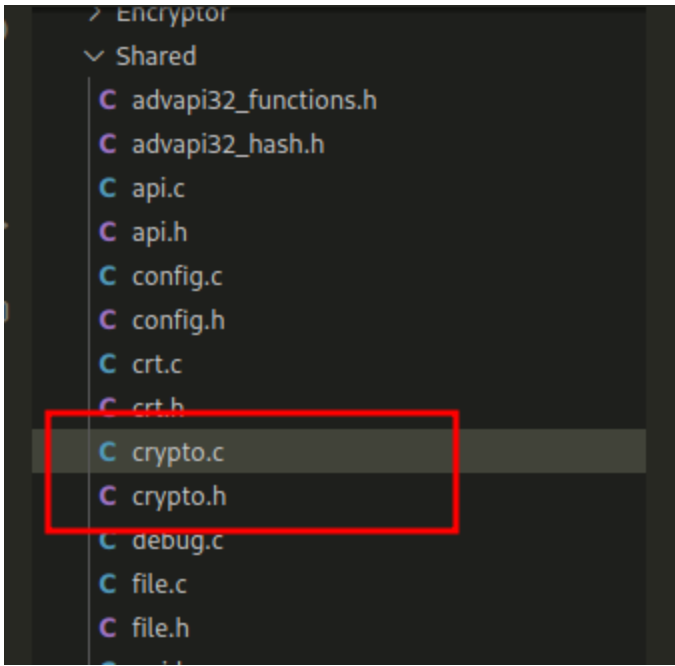 Encryptor
Shared
C advapi32_functions.h
C advapi32_hash.h
C api.c
C api.h
C config.c
C config.h
C crt.c
C crt.h
C crypto.c
C crypto.h
C debug.c
C file.c
C file.h